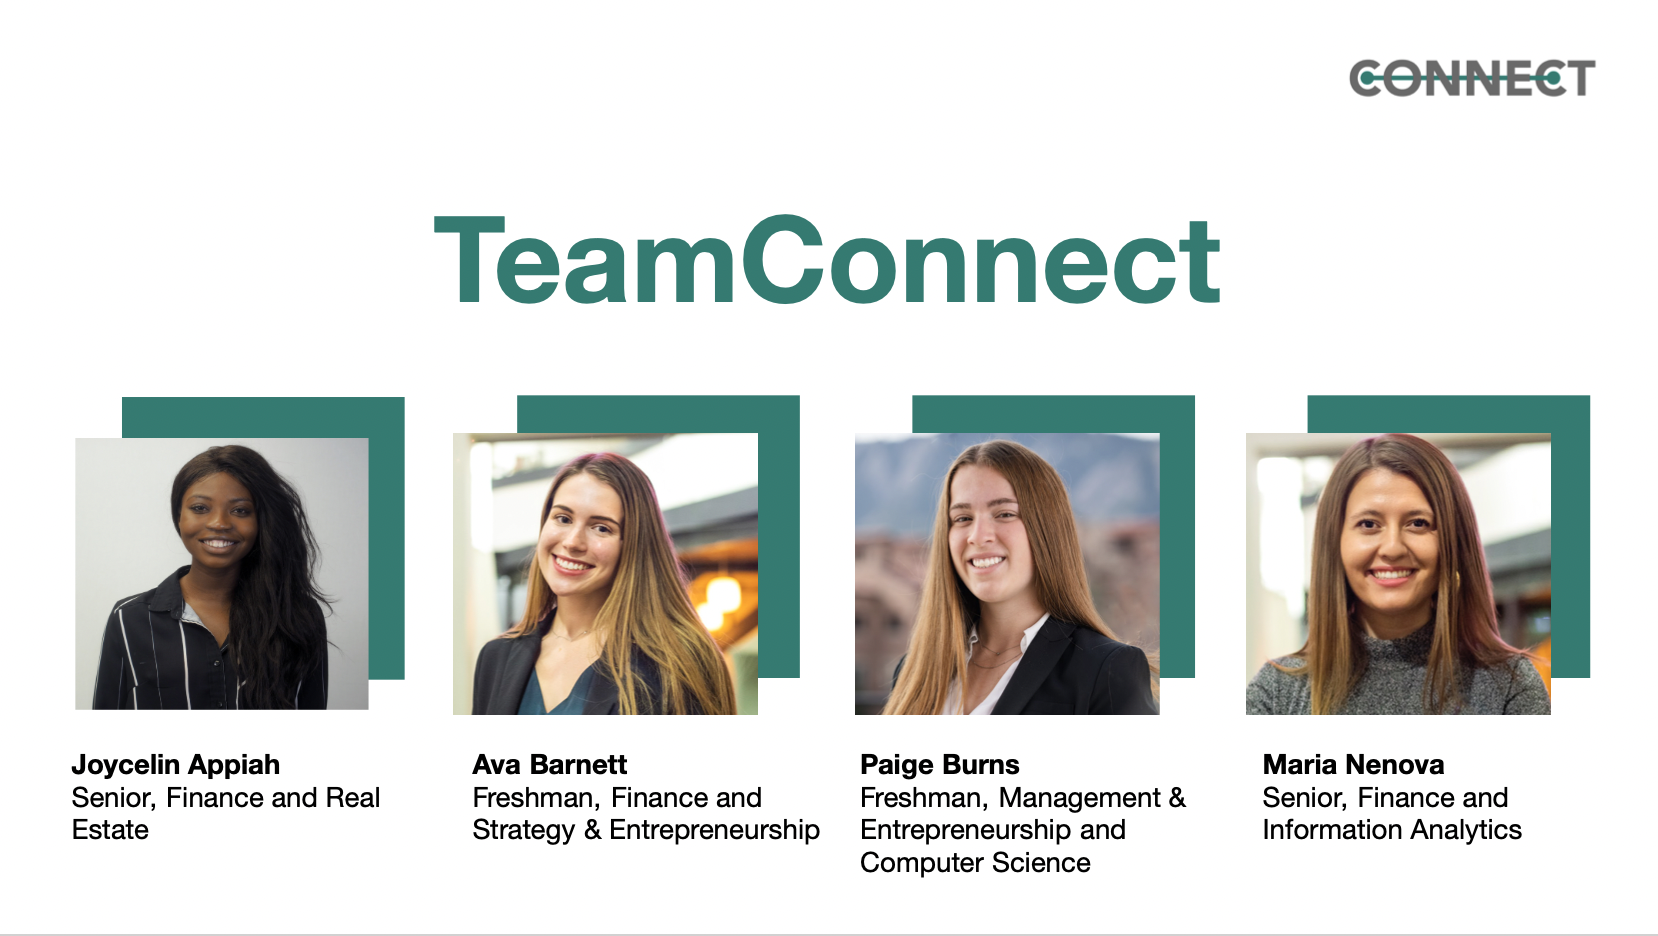 CONNECT
TeamConnect
Joycelin Appiah
Senior, Finance and Real
Estate
Ava Barnett
Freshman, Finance and
Strategy & Entrepreneurship
Paige Burns
Freshman, Management &
Entrepreneurship and
Computer Science
Maria Nenova
Senior, Finance and
Information Analytics